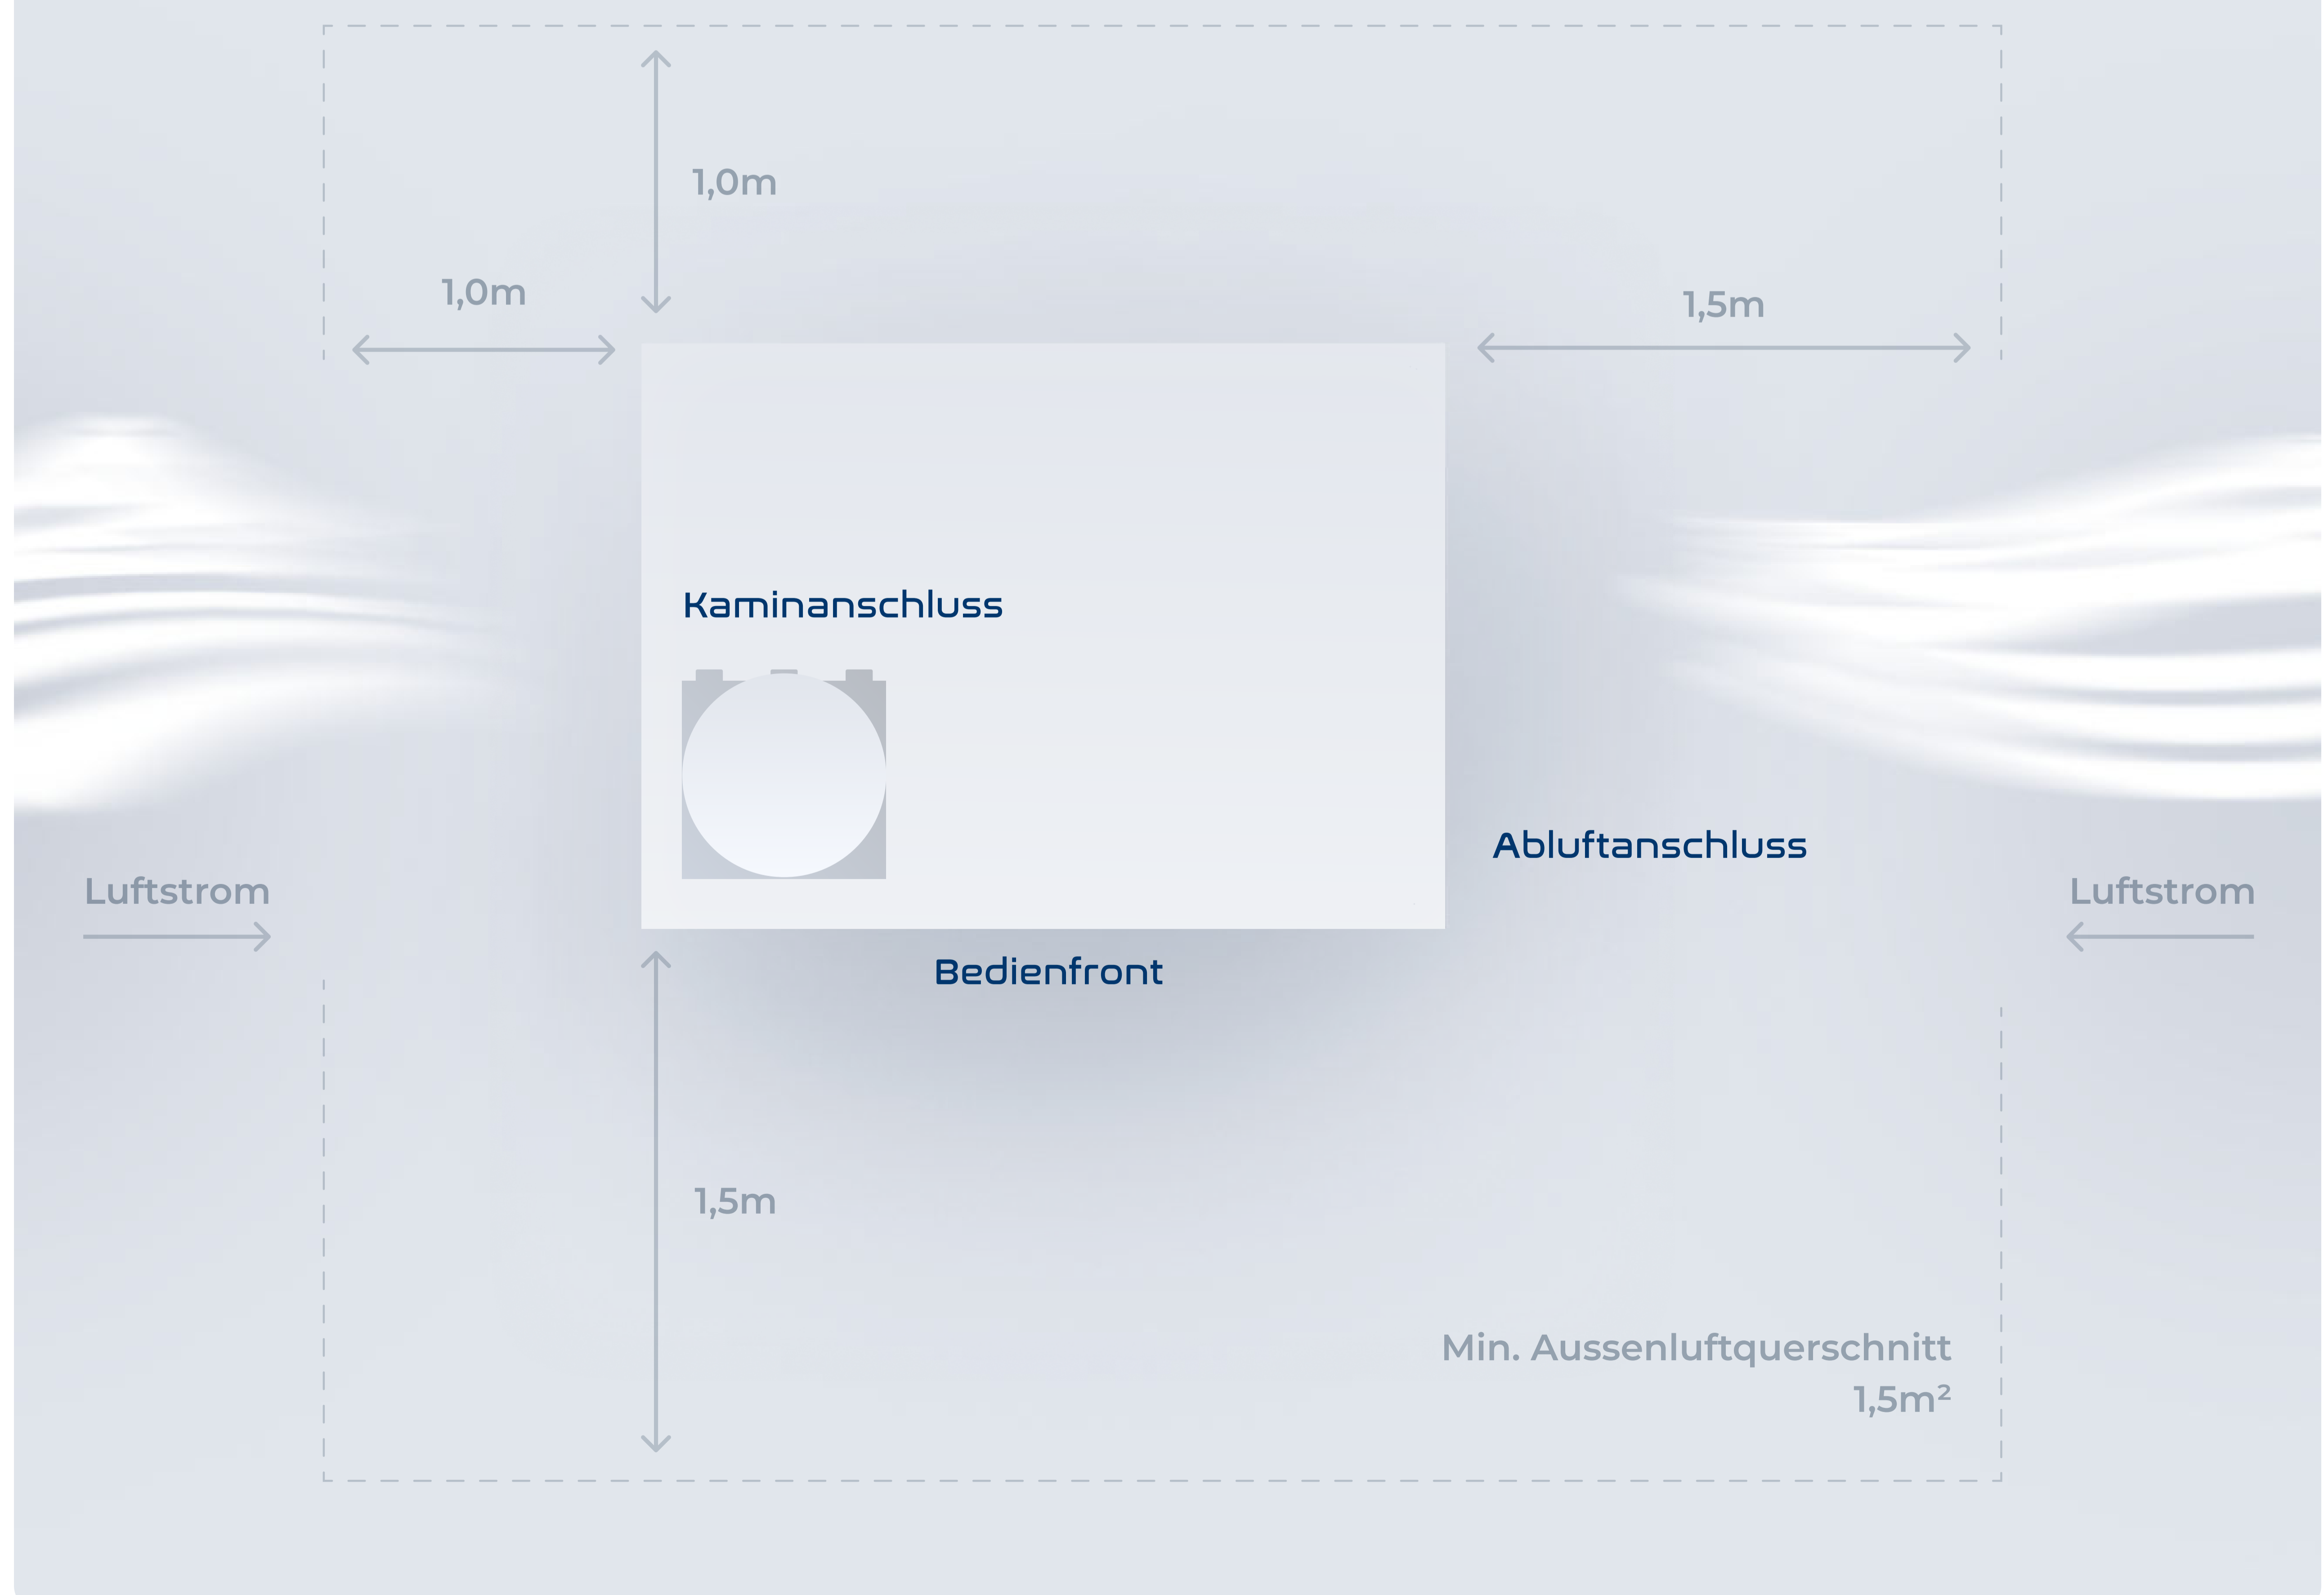 1,0m
1,0m
1,5m
Kaminanschluss
Abluftanschluss
Luftstrom
Luftstrom
Bedienfront
1,5m
Min. Aussenluftquerschnitt
1,5m²